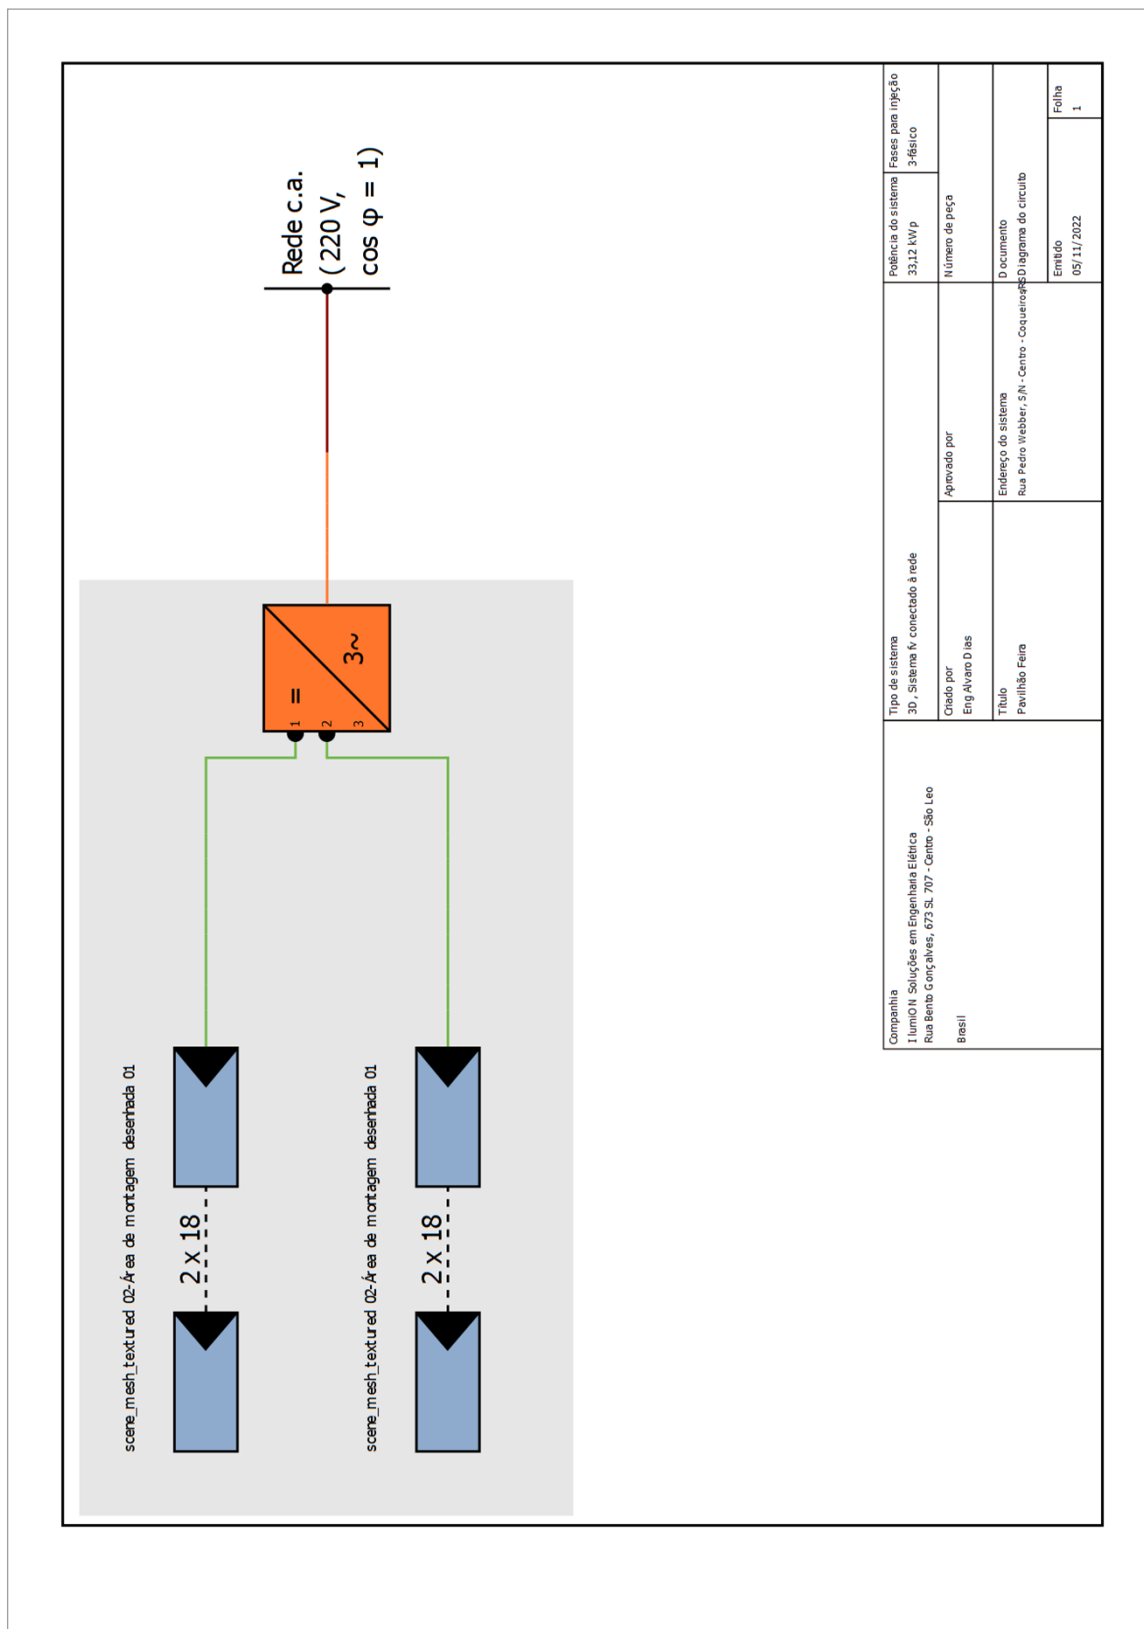 scene_mesh_textured 02-Área de montagem desenhada 01
2 x 18
scene_mesh_textured 02-Área de montagem desenhada 01
2 x 18
1
2
3
=
3~
Rede c.a.
(220 V,
cos φ = 1)
Companhia
IlumiON Soluções em Engenharia Elétrica
Rua Bento Gonçalves, 673 SL 707 - Centro - São Leo
Brasil
Tipo de sistema
3D, Sistema fv conectado à rede
Potência do sistema
33,12 kWp
Fases para injeção
3-fásico
Criado por
Eng Alvaro Dias
Aprovado por
Número de peça
Título
Pavilhão Feira
Endereço do sistema
Rua Pedro Webber, S/N - Centro - Coqueiros/RS
Documento
Diagrama do circuito
Emitido
05/11/2022
Folha
1